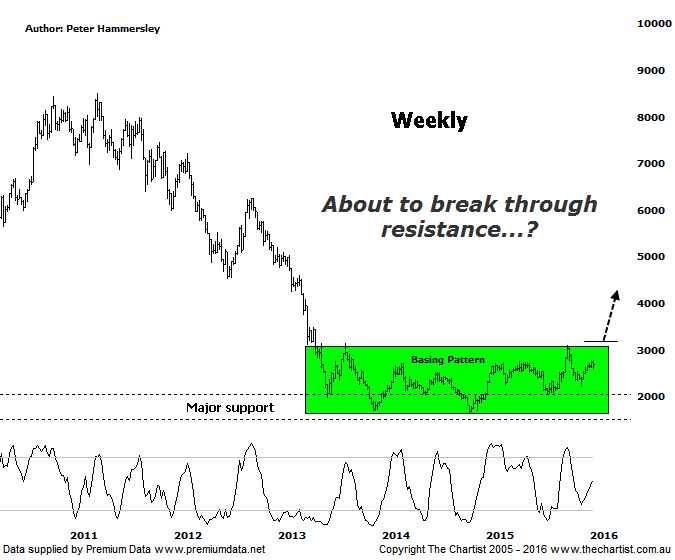 Author: Peter Hammersley
10000
9000
Weekly
8000
7000
About to break through
resistance...?
6000
5000
4000
3000
Basing Pattern
2000
Major support
2011 2012 2013 2014 2015 2016
Data supplied by Premium Data www.premiumdata.net
Copyright The Chartist 2005 - 2016 www.thechartist.com.au